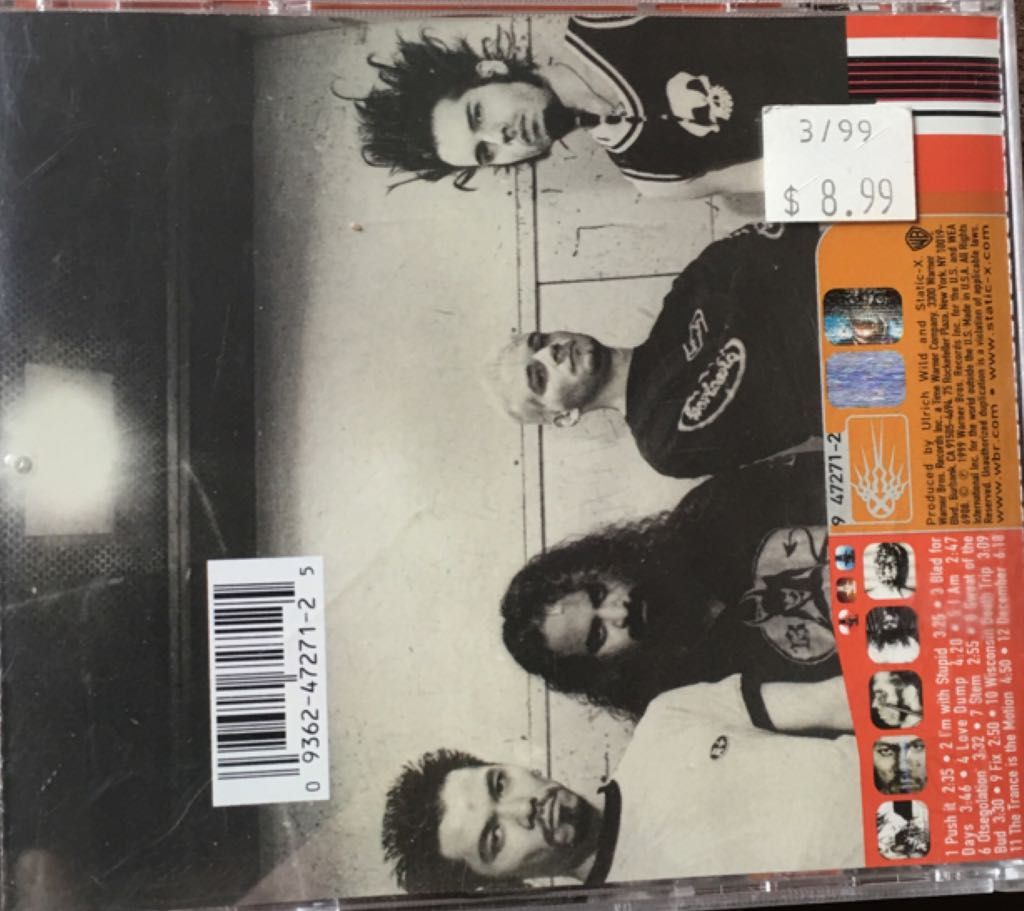 3/99
$ 8.99
0 9362-47271-2 5
9 47271-2
13
Produced by Ulrich Wild and Static-X
WB
Warner Bros. Records Inc., a Time Warner Company, 3300 Warner
Blvd., Burbank, CA 91505-4694, 75 Rockefeller Plaza, New York, NY 10019-
6908. © ℗ 1999 Warner Bros. Records Inc. for the U.S. and WEA
International Inc. for the world outside the U.S. Made in U.S.A. All Rights
Reserved. Unauthorized duplication is a violation of applicable laws.
www.wbr.com • www.static-x.com
1 Push it 2:35 • 2 I'm with Stupid 3:25 • 3 Bled for
Days 3:46 • 4 Love Dump 4:20 • 5 I Am 2:47
6 Otsegolation 3:32 • 7 Stem 2:55 • 8 Sweat of the
Bud 3:30 • 9 Fix 2:50 • 10 Wisconsin Death Trip 3:09
11 The Trance is the Motion 4:50 • 12 December 6:18